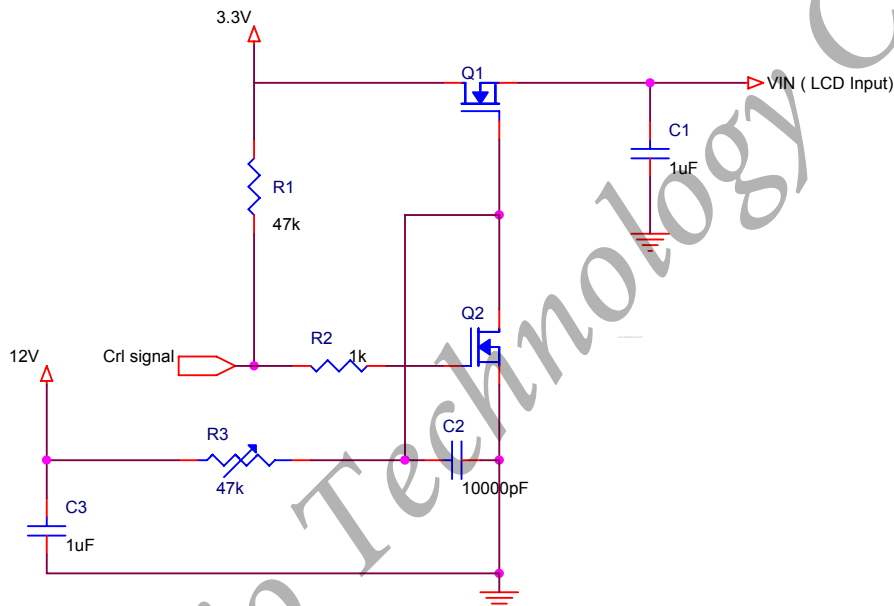 3.3V
Q1
VIN ( LCD Input)
C1
1uF
R1
47k
Q2
R2
1k
Crl signal
12V
R3
47k
C2
10000pF
C3
1uF
Technology C